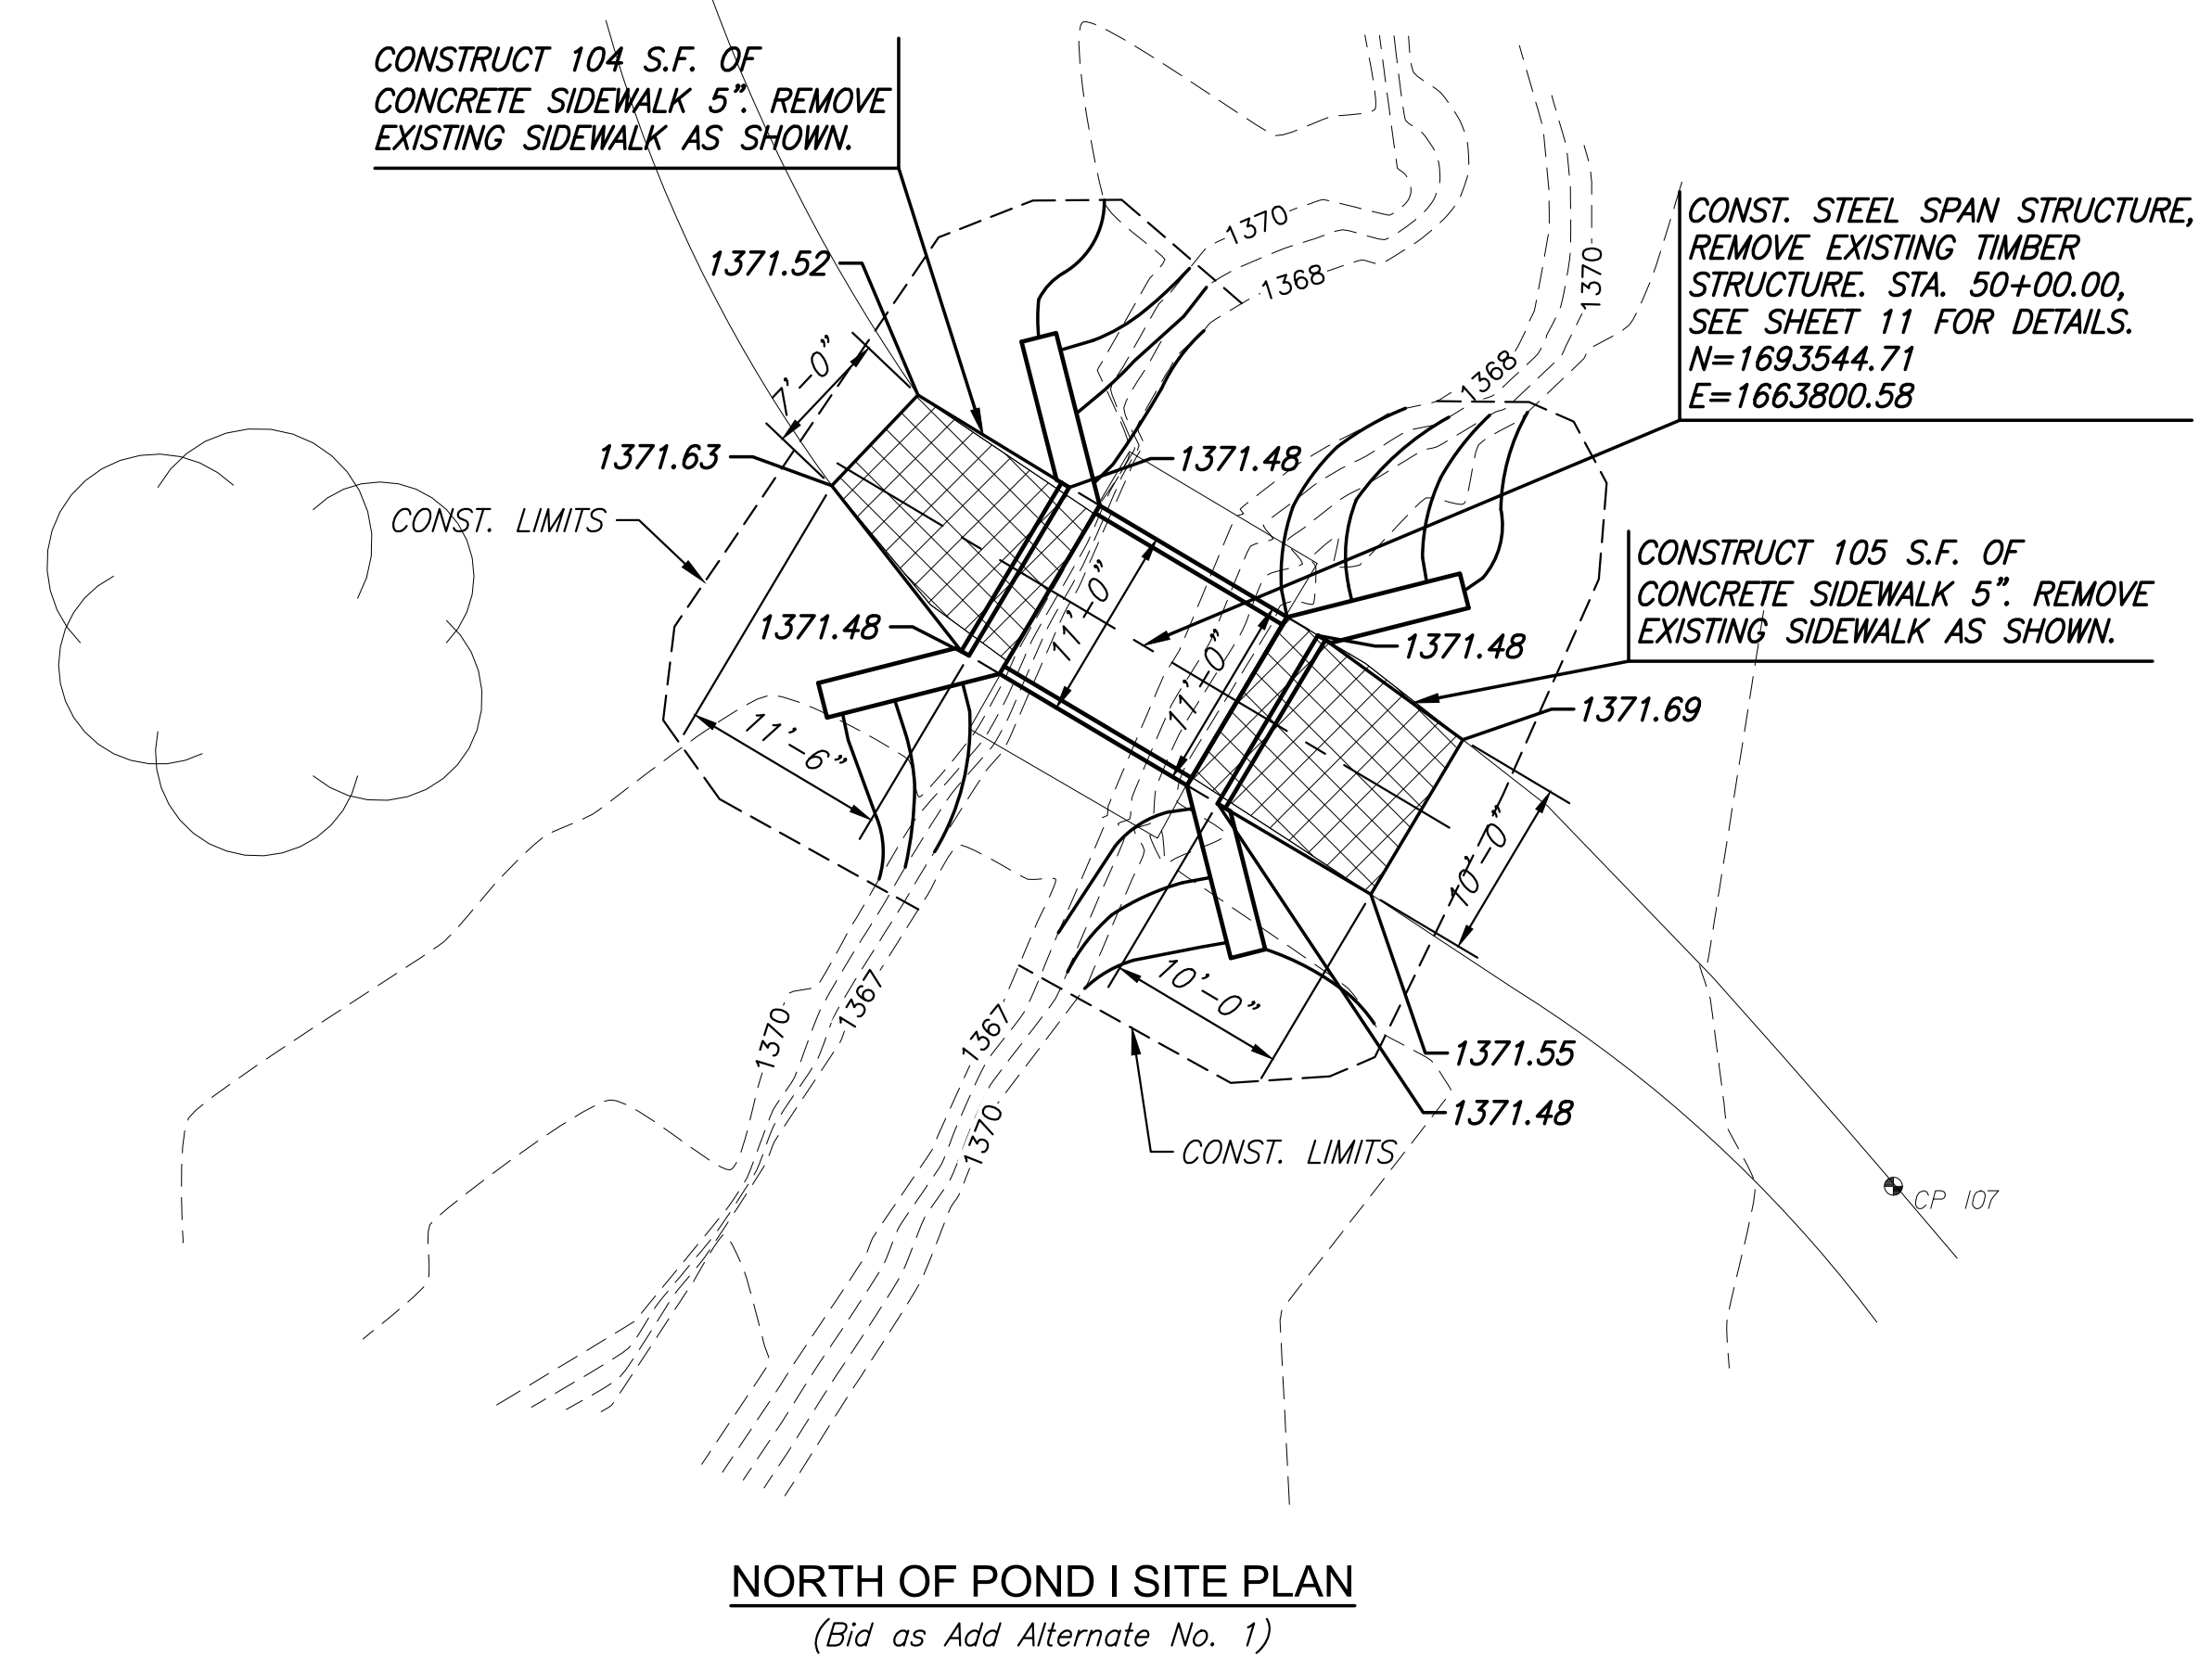 CONSTRUCT 104 S.F. OF
CONCRETE SIDEWALK 5”. REMOVE
EXISTING SIDEWALK AS SHOWN.
CONST. STEEL SPAN STRUCTURE,
REMOVE EXISTING TIMBER
STRUCTURE. STA. 50+00.00,
SEE SHEET 11 FOR DETAILS.
N=1693544.71
E=1663800.58
1370
1371.52
1368
1370
7'-0”
1368
1371.63
1371.48
CONST. LIMITS
CONSTRUCT 105 S.F. OF
CONCRETE SIDEWALK 5”. REMOVE
EXISTING SIDEWALK AS SHOWN.
11'-0”
1371.48
11'-0”
1371.48
1371.69
11'-6”
10'-0”
10'-0”
1367
1370
1367
1371.55
1371.48
1370
CONST. LIMITS
CP 107
NORTH OF POND I SITE PLAN
(Bid as Add Alternate No. 1)